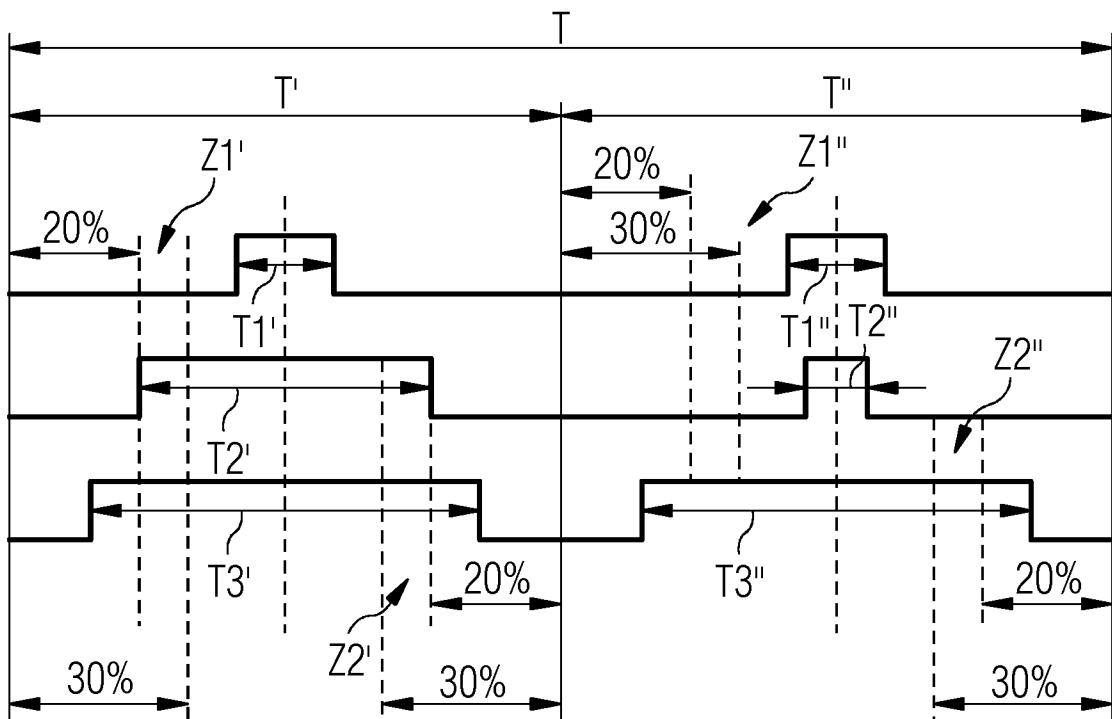 T
T' T"
Z1' 20% Z1"
20% 30%
T1' T1" T2"
Z2"
T2'
T3' 20% T3" 20%
Z2'
30% 30% 30%